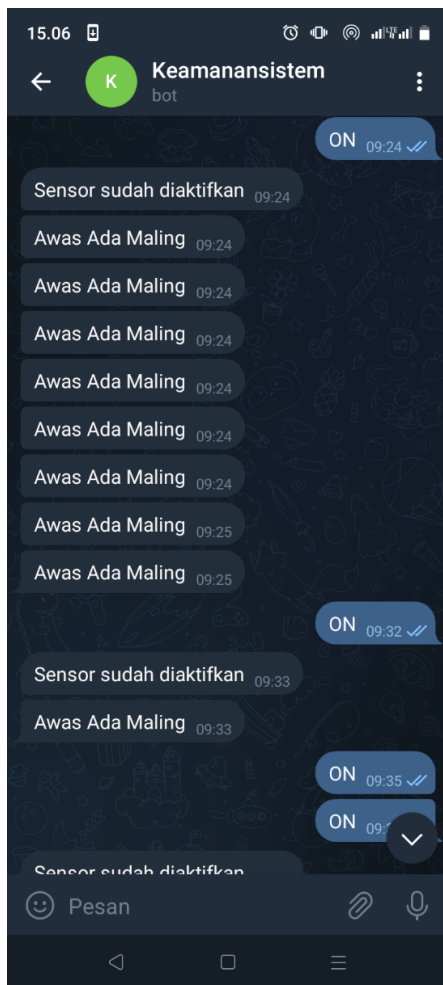 15.06
K
Keamanansistem
bot
ON 09:24
Sensor sudah diaktifkan 09:24
Awas Ada Maling 09:24
Awas Ada Maling 09:24
Awas Ada Maling 09:24
Awas Ada Maling 09:24
Awas Ada Maling 09:24
Awas Ada Maling 09:24
Awas Ada Maling 09:25
Awas Ada Maling 09:25
ON 09:32
Sensor sudah diaktifkan 09:33
Awas Ada Maling 09:33
ON 09:35
ON
Sensor sudah diaktifkan
Pesan